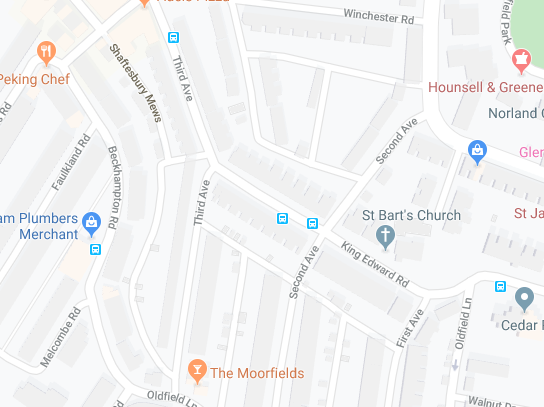 Winchester Rd
Shaftesbury Mews
Third Ave
Peking Chef
Hounsell & Greene
Norland
Second Ave
Faulkland Rd
Beckhampton Rd
Glen
Third Ave
St Bart's Church
St Ja
am Plumbers
Merchant
King Edward Rd
Second Ave
Melcombe Rd
First Ave
Oldfield Ln
Cedar
The Moorfields
Oldfield Ln
Walnut